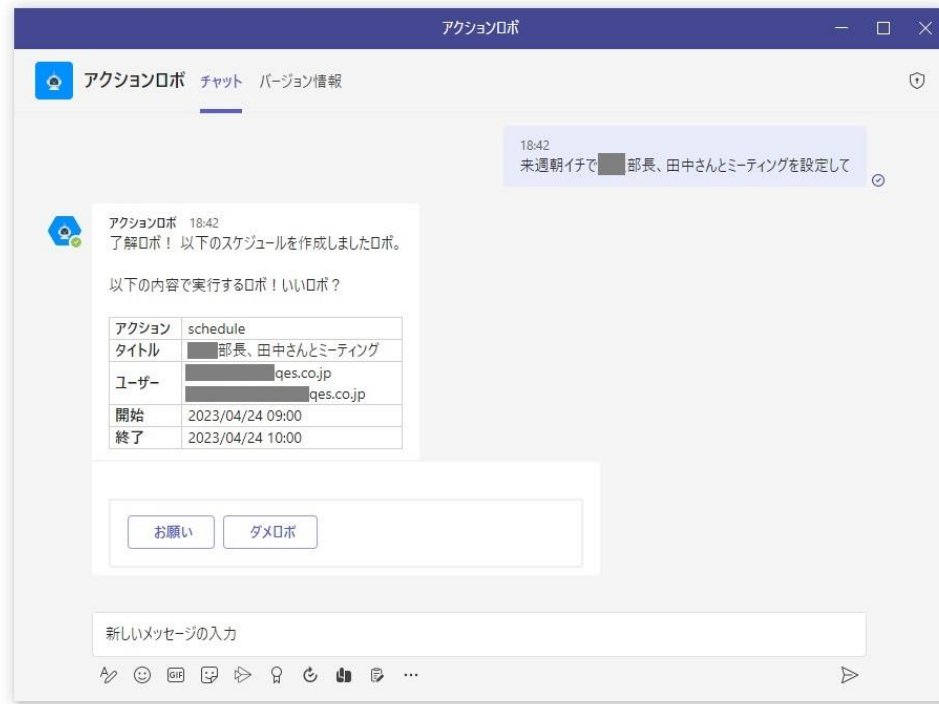 アクションロボ
アクションロボ チャット バージョン情報
18:42
来週朝イチで 部長、田中さんとミーティングを設定して
アクションロボ 18:42
了解ロボ! 以下のスケジュールを作成しましたロボ。
以下の内容で実行するロボ!いいロボ?
アクション schedule
タイトル 部長、田中さんとミーティング
ユーザー qes.co.jp
qes.co.jp
開始 2023/04/24 09:00
終了 2023/04/24 10:00
お願い ダメロボ
新しいメッセージの入力
GIF